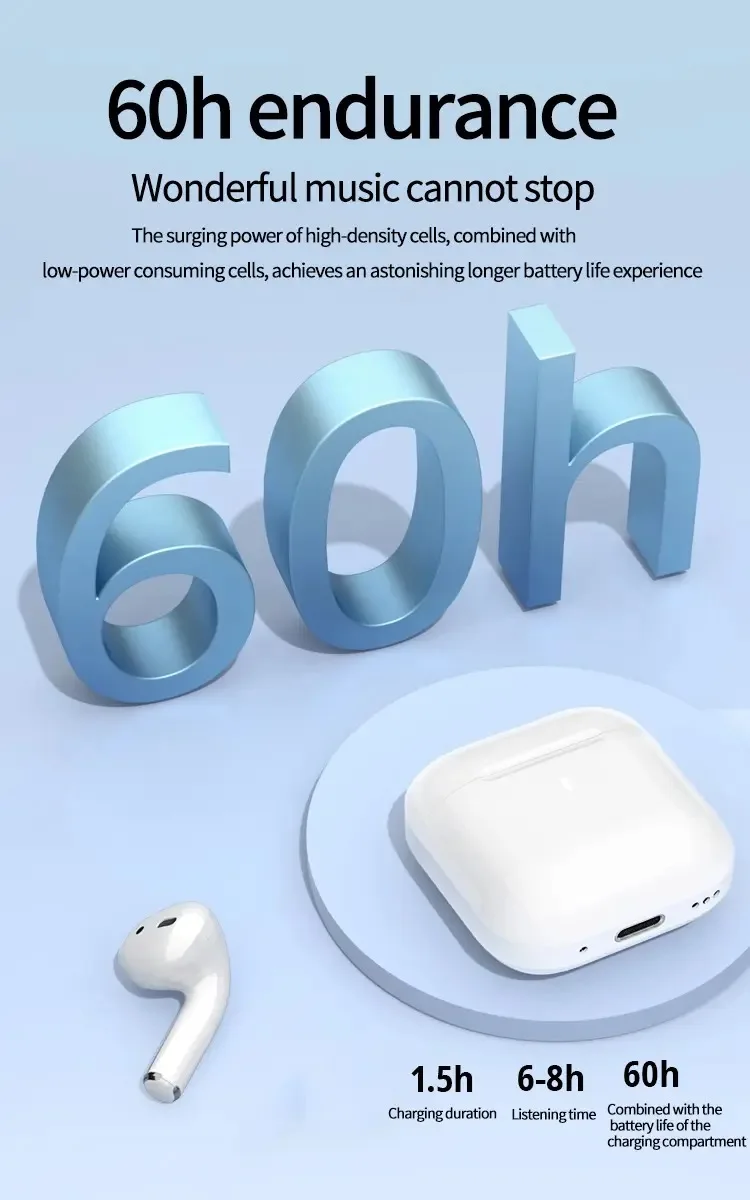 60h endurance
Wonderful music cannot stop
The surging power of high-density cells, combined with
low-power consuming cells, achieves an astonishing longer battery life experience
60h
1.5h
Charging duration
6-8h
Listening time
60h
Combined with the
battery life of the
charging compartment